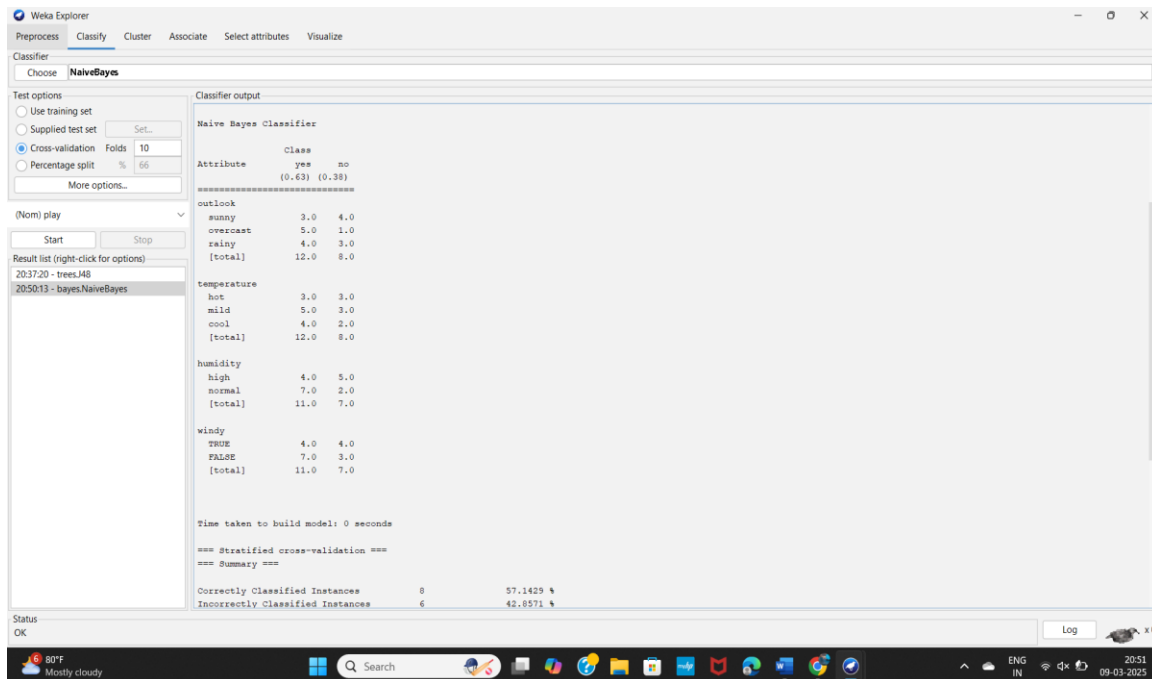 Weka Explorer
Preprocess Classify Cluster Associate Select attributes Visualize
Classifier
Choose NaiveBayes
Test options
Use training set
Supplied test set Set...
Cross-validation Folds 10
Percentage split % 66
More options...
(Nom) play
Start Stop
Result list (right-click for options)
20:37:20 - trees.J48
20:50:13 - bayes.NaiveBayes
Classifier output
Naive Bayes Classifier
Class
Attribute yes no
(0.63) (0.38)
=============================
outlook
sunny 3.0 4.0
overcast 5.0 1.0
rainy 4.0 3.0
[total] 12.0 8.0
temperature
hot 3.0 3.0
mild 5.0 3.0
cool 4.0 2.0
[total] 12.0 8.0
humidity
high 4.0 5.0
normal 7.0 2.0
[total] 11.0 7.0
windy
TRUE 4.0 4.0
FALSE 7.0 3.0
[total] 11.0 7.0
Time taken to build model: 0 seconds
=== Stratified cross-validation ===
=== Summary ===
Correctly Classified Instances 8 57.1429 %
Incorrectly Classified Instances 6 42.8571 %
Status
OK
Log
x
6
80°F
Mostly cloudy
Search
ENG
IN
20:51
09-03-2025